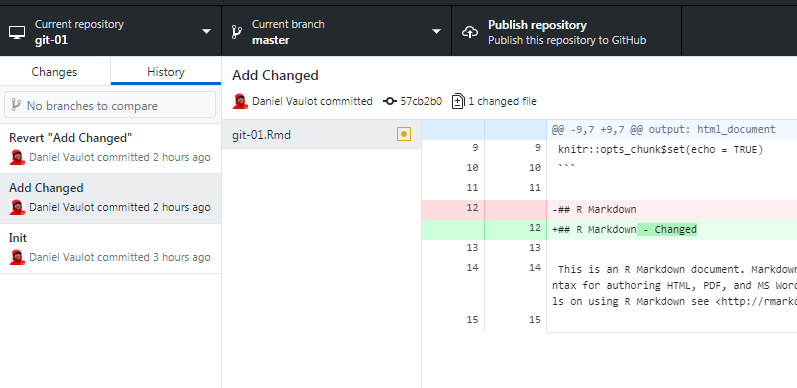 Current repository
git-01
Current branch
master
Publish repository
Publish this repository to GitHub
Changes
History
No branches to compare
Revert "Add Changed"
Daniel Vaulot committed 2 hours ago
Add Changed
Daniel Vaulot committed 2 hours ago
Init
Daniel Vaulot committed 3 hours ago
Add Changed
Daniel Vaulot committed 57cb2b0 1 changed file
git-01.Rmd
@@ -9,7 +9,7 @@ output: html_document
9 9 knitr::opts_chunk$set(echo = TRUE)
10 10 ```
11 11
12 -## R Markdown
12 +## R Markdown - Changed
13 13
14 14 This is an R Markdown document. Markdown
ntax for authoring HTML, PDF, and MS Word
ls on using R Markdown see <http://rmark
15 15